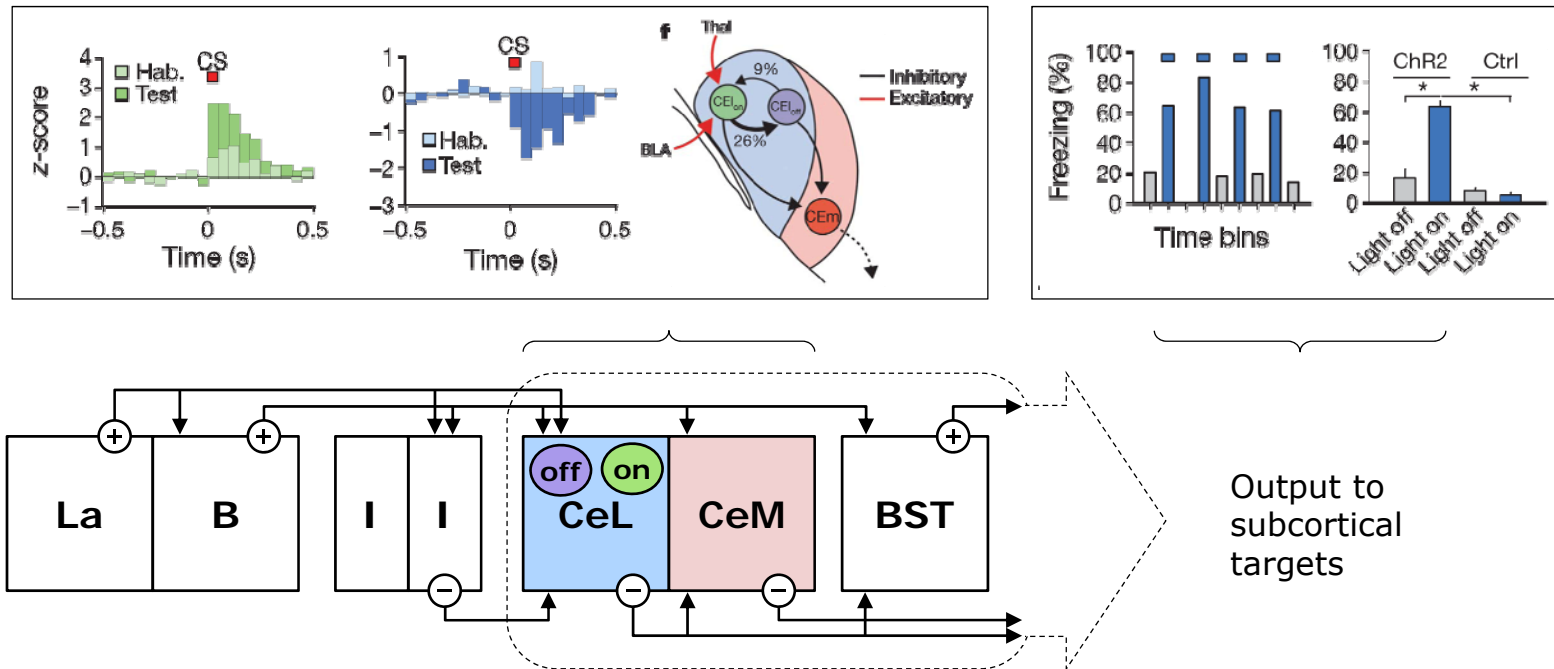 4
3
2
1
0
−1
z-score
Hab.
Test
CS
−0.5
0
0.5
Time (s)
1
0
−1
−2
−3
CS
Hab.
Test
−0.5
0
0.5
Time (s)
f
Thal
9%
CEl on
CEl off
26%
BLA
CEm
Inhibitory
Excitatory
Freezing (%)
100
80
60
40
20
0
Time bins
100
80
60
40
20
0
ChR2
Ctrl
*
*
Light off
Light on
Light off
Light on
+
+
+
La
B
I
I
off
on
CeL
CeM
BST
−
−
−
Output to
subcortical
targets